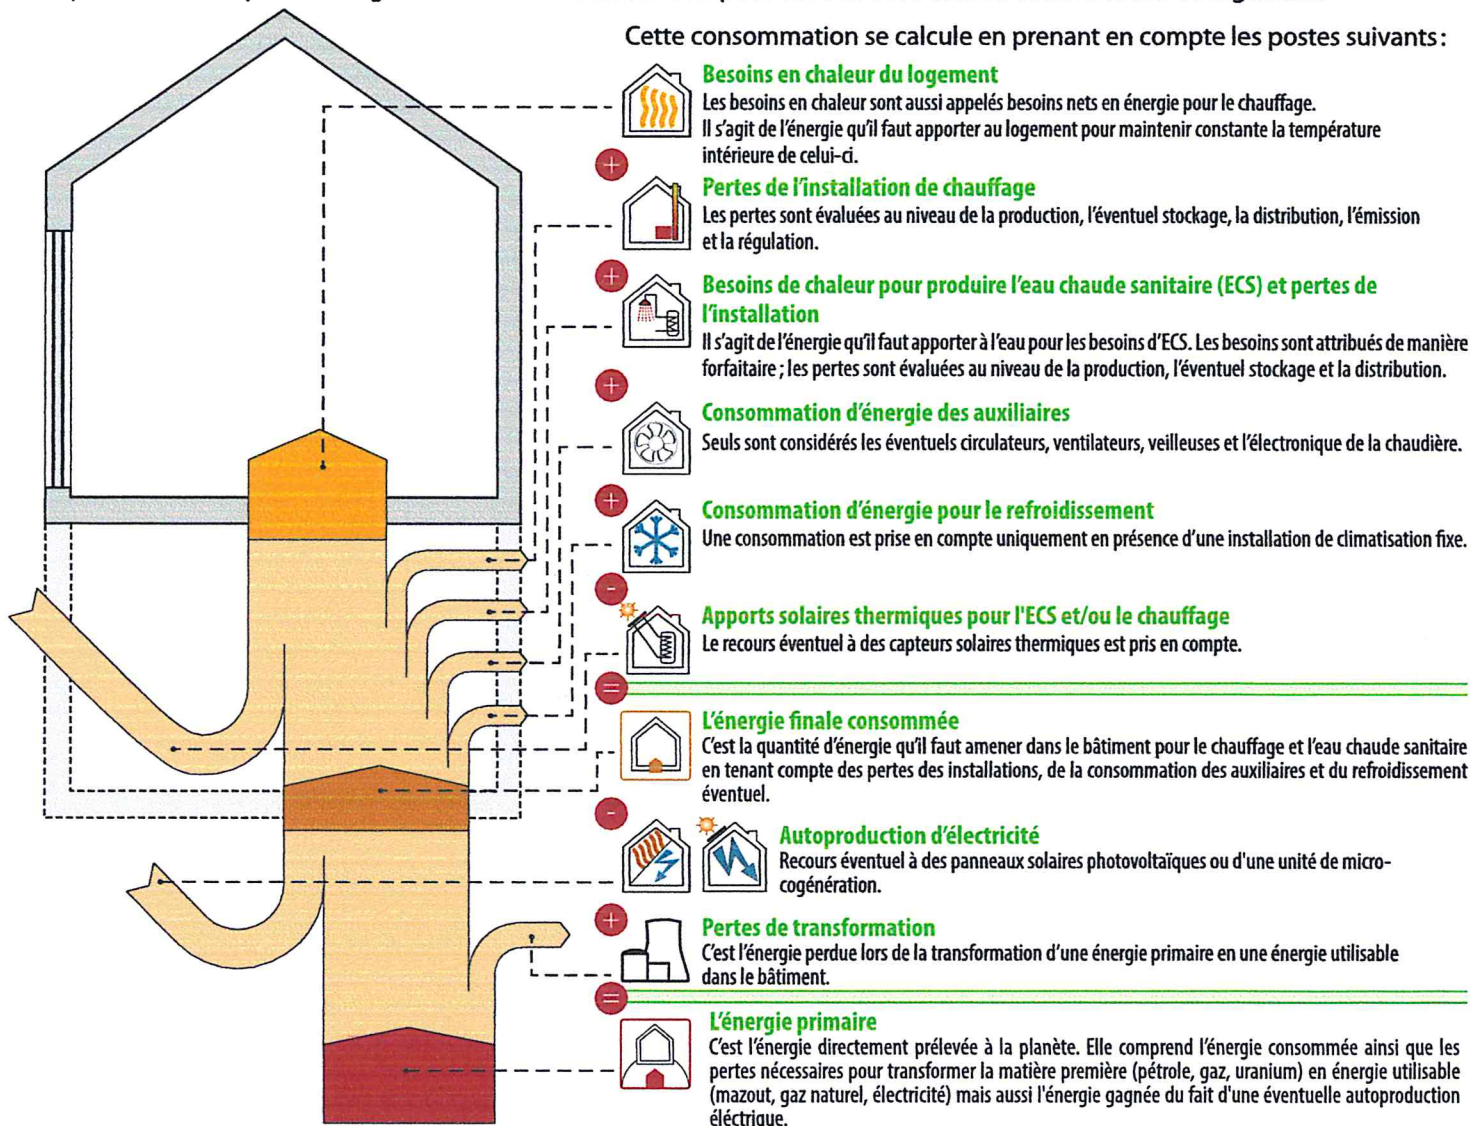 Cette consommation se calcule en prenant en compte les postes suivants :
Besoins en chaleur du logement
Les besoins en chaleur sont aussi appelés besoins nets en énergie pour le chauffage.
Il s'agit de l'énergie qu'il faut apporter au logement pour maintenir constante la température
intérieure de celui-ci.
+
Pertes de l'installation de chauffage
Les pertes sont évaluées au niveau de la production, l'éventuel stockage, la distribution, l'émission
et la régulation.
+
Besoins de chaleur pour produire l'eau chaude sanitaire (ECS) et pertes de
l'installation
Il s'agit de l'énergie qu'il faut apporter à l'eau pour les besoins d'ECS. Les besoins sont attribués de manière
forfaitaire ; les pertes sont évaluées au niveau de la production, l'éventuel stockage et la distribution.
+
Consommation d'énergie des auxiliaires
Seuls sont considérés les éventuels circulateurs, ventilateurs, veilleuses et l'électronique de la chaudière.
+
Consommation d'énergie pour le refroidissement
Une consommation est prise en compte uniquement en présence d'une installation de climatisation fixe.
-
Apports solaires thermiques pour l'ECS et/ou le chauffage
Le recours éventuel à des capteurs solaires thermiques est pris en compte.
=
L'énergie finale consommée
C'est la quantité d'énergie qu'il faut amener dans le bâtiment pour le chauffage et l'eau chaude sanitaire
en tenant compte des pertes des installations, de la consommation des auxiliaires et du refroidissement
éventuel.
-
Autoproduction d'électricité
Recours éventuel à des panneaux solaires photovoltaïques ou d'une unité de micro-
cogénération.
+
Pertes de transformation
C'est l'énergie perdue lors de la transformation d'une énergie primaire en une énergie utilisable
dans le bâtiment.
=
L'énergie primaire
C'est l'énergie directement prélevée à la planète. Elle comprend l'énergie consommée ainsi que les
pertes nécessaires pour transformer la matière première (pétrole, gaz, uranium) en énergie utilisable
(mazout, gaz naturel, électricité) mais aussi l'énergie gagnée du fait d'une éventuelle autoproduction
éléctrique.